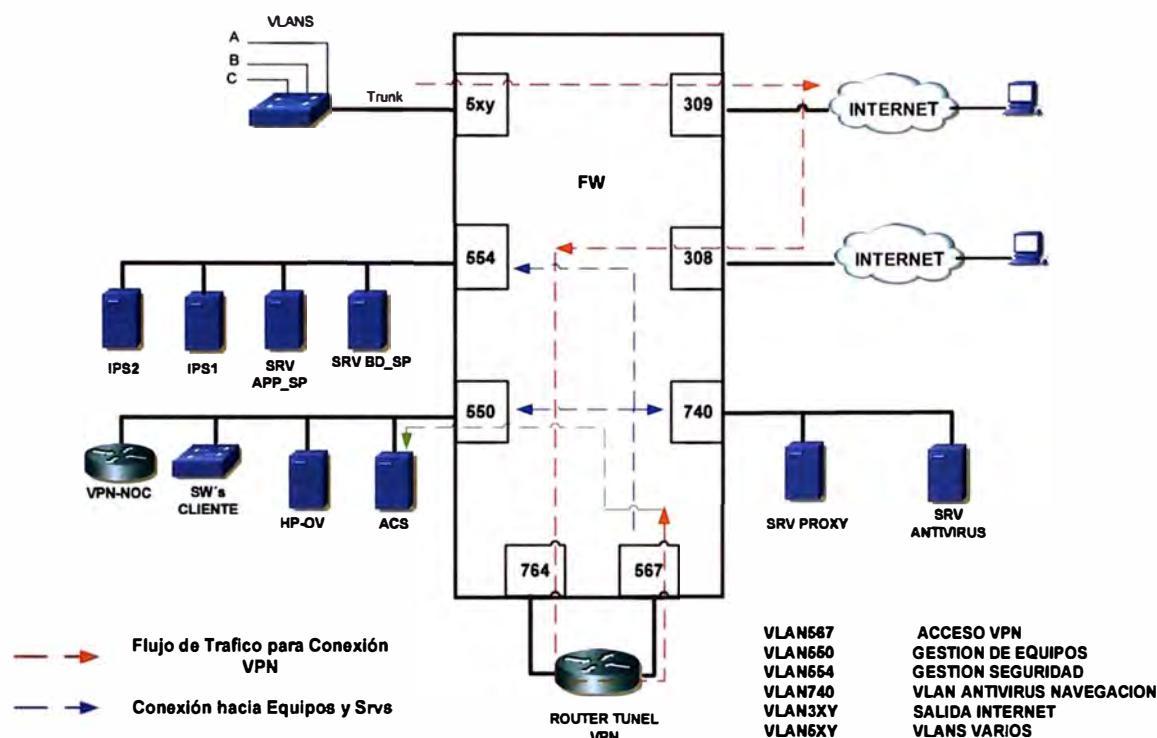 VLANS
A
B
C
Trunk
5xy
309
INTERNET
FW
554
308
INTERNET
IPS2
IPS1
SRV
APP_SP
SRV BD_SP
550
740
VPN-NOC
SW´s
CLIENTE
HP-OV
ACS
SRV PROXY
SRV
ANTIVIRUS
764
567
Flujo de Trafico para Conexión
VPN
Conexión hacia Equipos y Srvs
ROUTER TUNEL
VPN
VLAN567 ACCESO VPN
VLAN550 GESTION DE EQUIPOS
VLAN554 GESTION SEGURIDAD
VLAN740 VLAN ANTIVIRUS NAVEGACION
VLAN3XY SALIDA INTERNET
VLAN5XY VLANS VARIOS